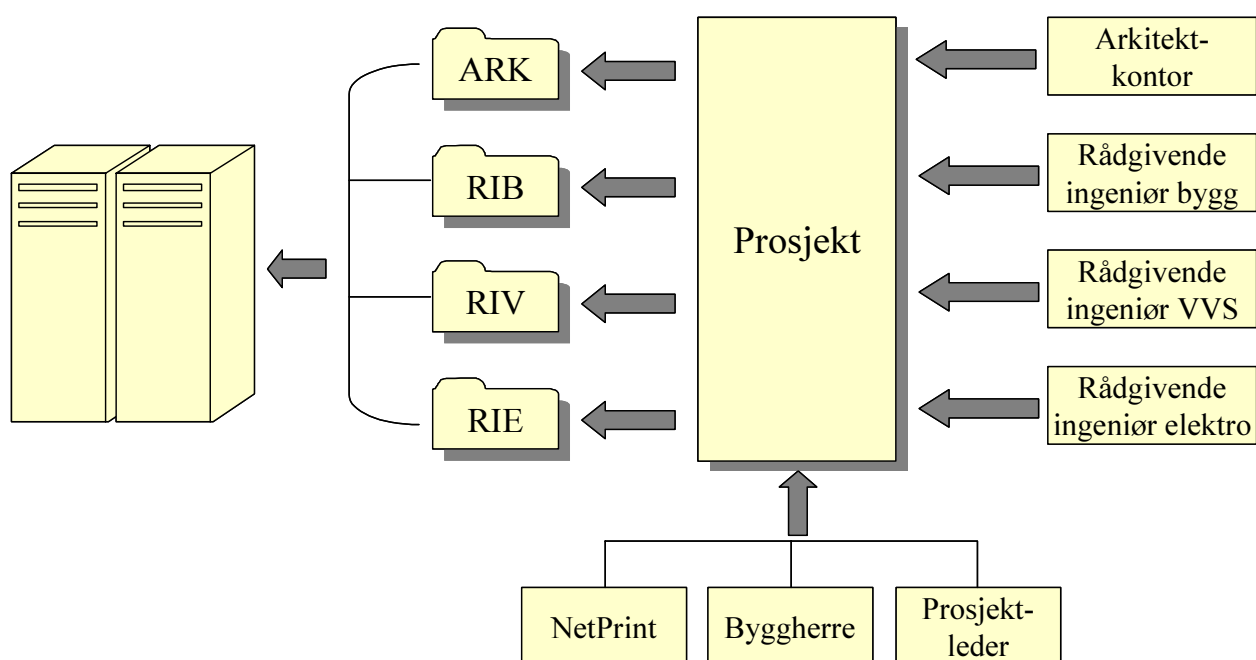 ARK
RIB
RIV
RIE
Prosjekt
Arkitekt-
kontor
Rådgivende
ingeniør bygg
Rådgivende
ingeniør VVS
Rådgivende
ingeniør elektro
NetPrint
Byggherre
Prosjekt-
leder